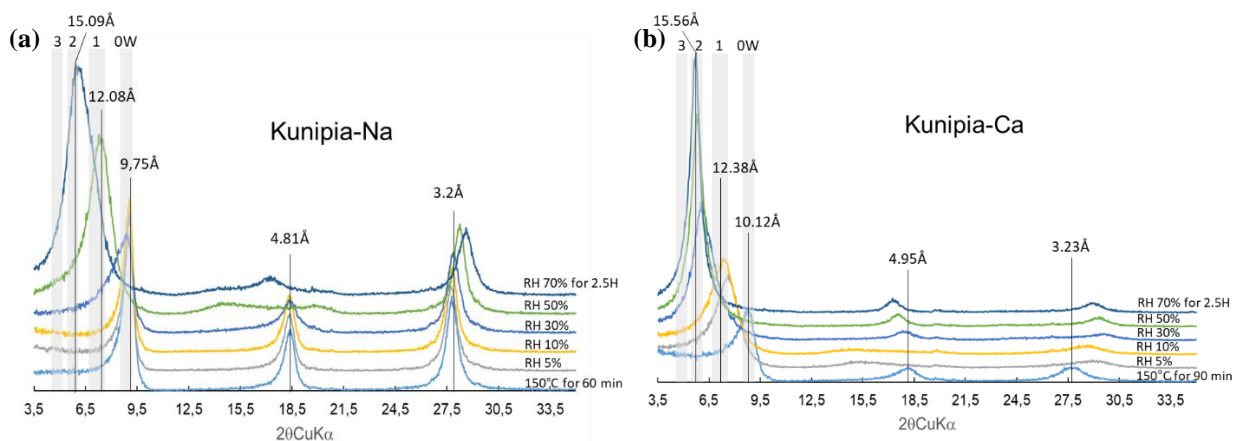 (a)
15.09Å
3 2 1 0W
12.08Å
9,75Å
Kunipia-Na
4.81Å
3.2Å
RH 70% for 2.5H
RH 50%
RH 30%
RH 10%
RH 5%
150°C for 60 min
3,5 6,5 9,5 12,5 15,5 18,5 21,5 24,5 27,5 30,5 33,5
2θCuKα
(b)
15.56Å
3 2 1 0W
12.38Å
10.12Å
Kunipia-Ca
4.95Å
3.23Å
RH 70% for 2.5H
RH 50%
RH 30%
RH 10%
RH 5%
150°C for 90 min
3,5 6,5 9,5 12,5 15,5 18,5 21,5 24,5 27,5 30,5 33,5
2θCuKα